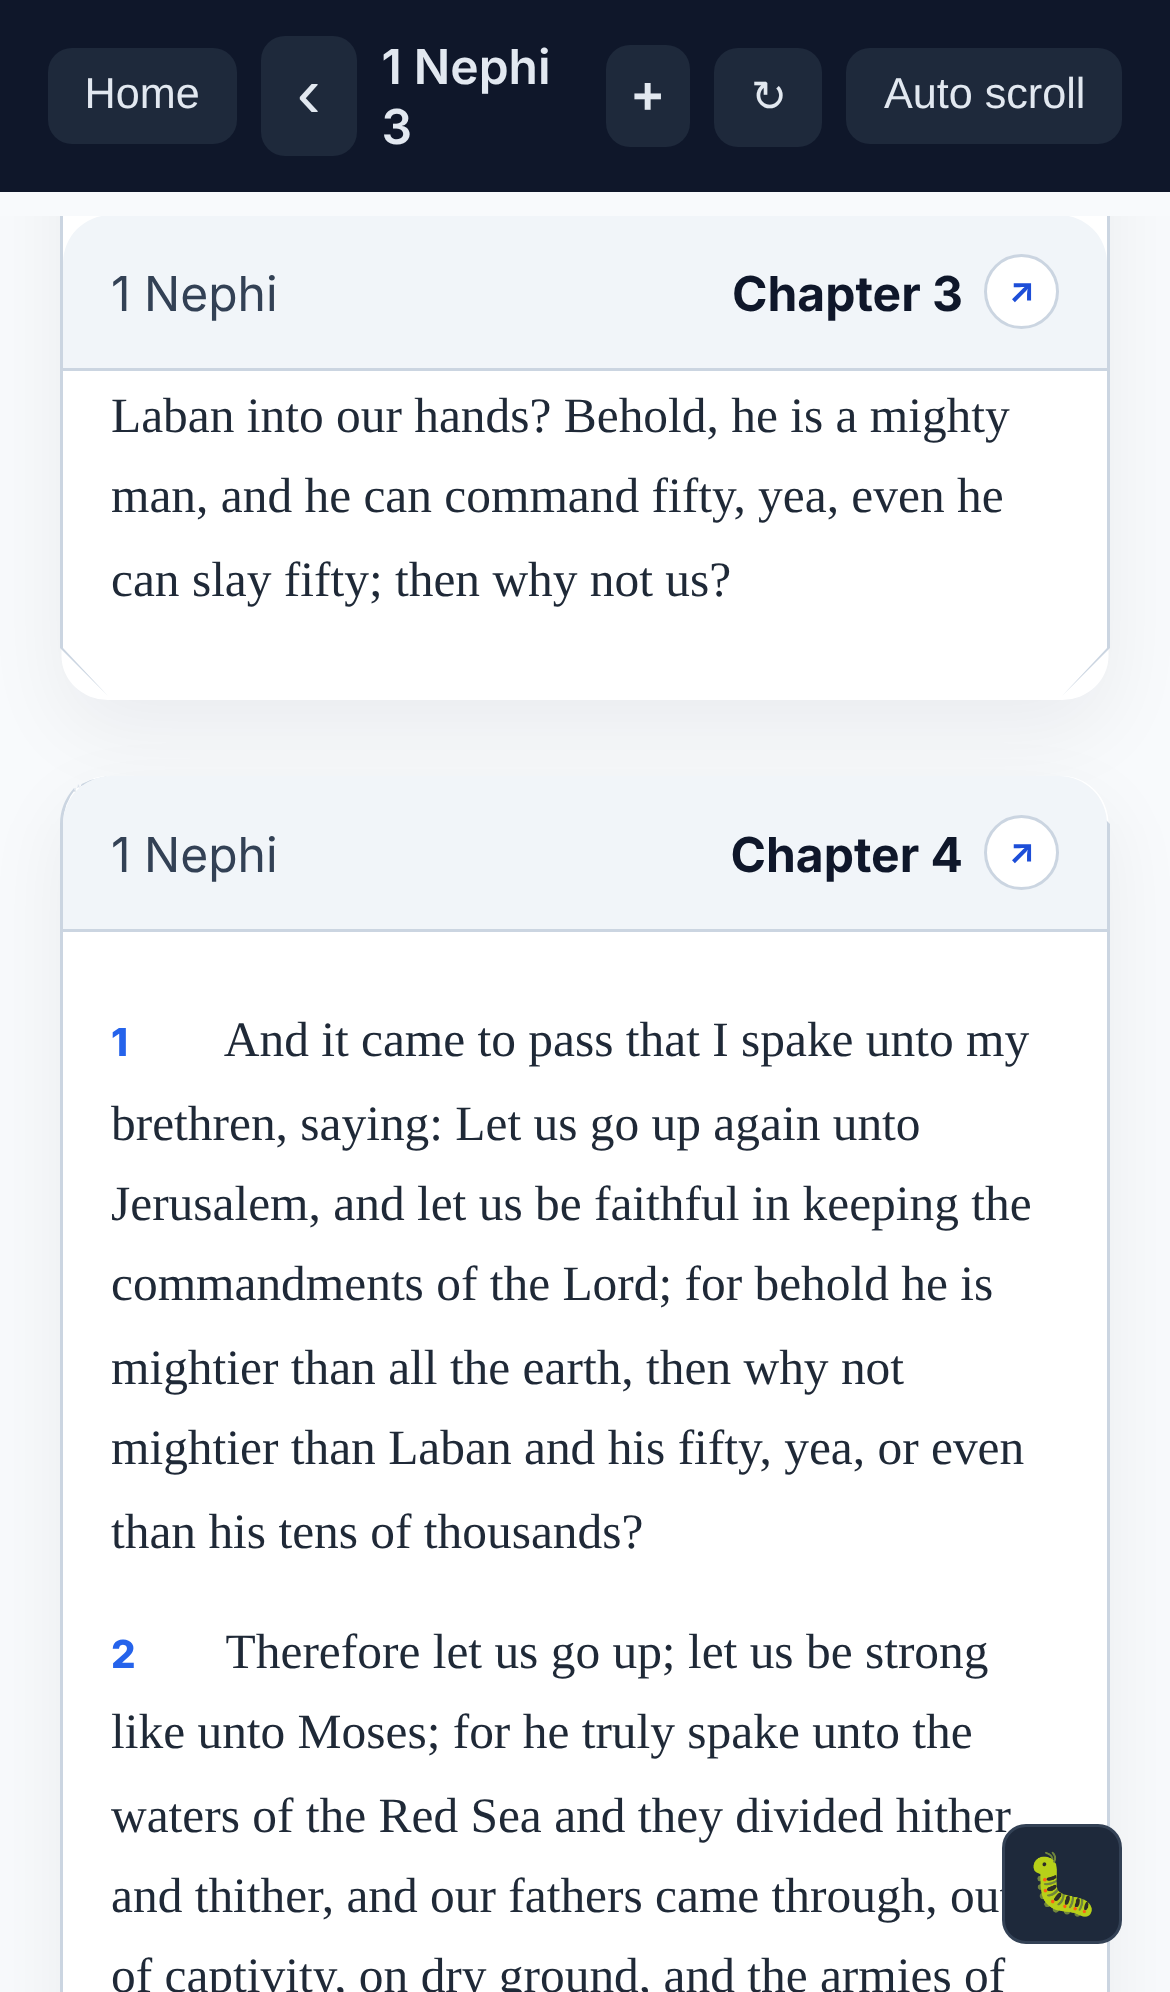 Home ‹ 1 Nephi 3 + ↻ Auto scroll
1 Nephi Chapter 3
Laban into our hands? Behold, he is a mighty
man, and he can command fifty, yea, even he
can slay fifty; then why not us?
1 Nephi Chapter 4
1 And it came to pass that I spake unto my
brethren, saying: Let us go up again unto
Jerusalem, and let us be faithful in keeping the
commandments of the Lord; for behold he is
mightier than all the earth, then why not
mightier than Laban and his fifty, yea, or even
than his tens of thousands?
2 Therefore let us go up; let us be strong
like unto Moses; for he truly spake unto the
waters of the Red Sea and they divided hither
and thither, and our fathers came through, out
of captivity, on dry ground, and the armies of